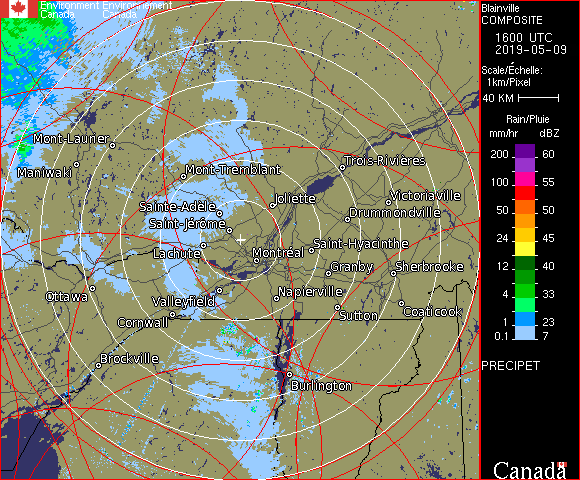 Environment Environnement
Canada Canada
Blainville
COMPOSITE
1600 UTC
2019-05-09
Scale/Échelle:
1km/Pixel
40 KM
Rain/Pluie
mm/hr dBZ
200 60
100 55
50 50
24 45
12 40
4 33
1 23
0.1 7
PRECIPET
Mont-Laurier
Maniwaki
Mont-Tremblant
Trois-Rivières
Sainte-Adèle
Joliette
Victoriaville
Drummondville
Saint-Jérôme
Lachute
Montréal
Saint-Hyacinthe
Granby
Sherbrooke
Ottawa
Valleyfield
Napierville
Cornwall
Sutton
Coaticook
Brockville
Burlington
Canada